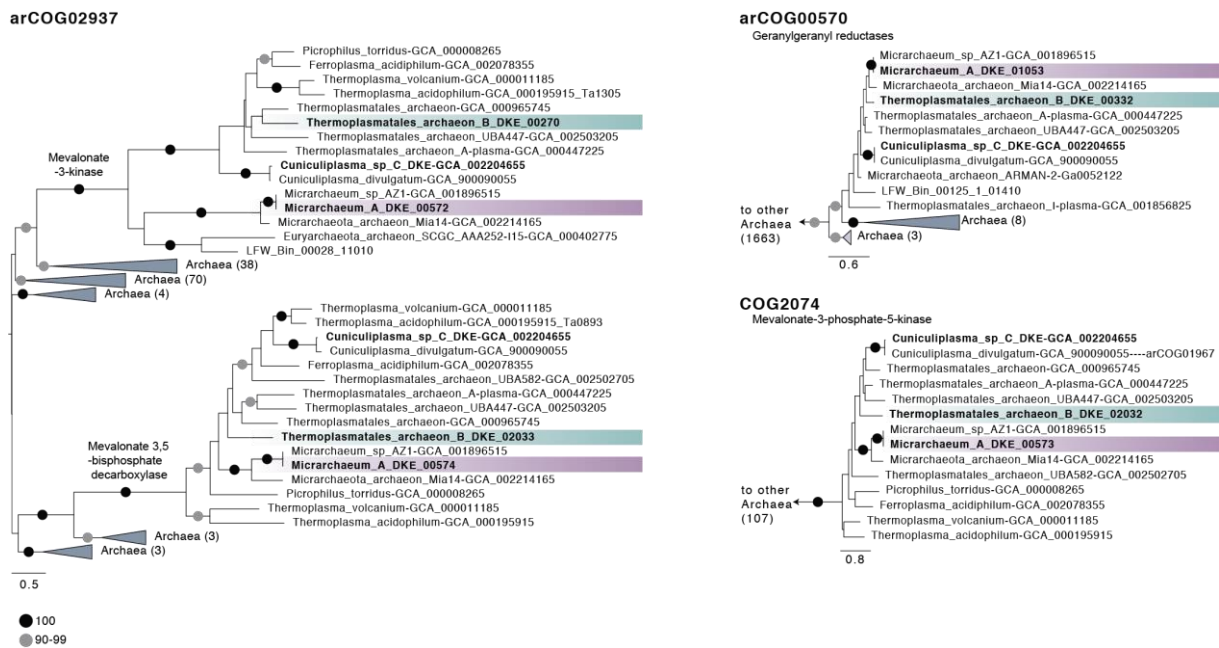 arCOG02937
Picrophilus_torridus-GCA_000008265
Ferroplasma_acidiphilum-GCA_002078355
Thermoplasma_volcanium-GCA_000011185
Thermoplasma_acidophilum-GCA_000195915_Ta1305
Thermoplasmatales_archaeon-GCA_000965745
Thermoplasmatales_archaeon_B_DKE_00270
Thermoplasmatales_archaeon_UBA447-GCA_002503205
Thermoplasmatales_archaeon_A-plasma-GCA_000447225
Mevalonate
-3-kinase
Cuniculiplasma_sp_C_DKE-GCA_002204655
Cuniculiplasma_divulgatum-GCA_900090055
Micrarchaeum_sp_AZ1-GCA_001896515
Micrarchaeum_A_DKE_00572
Micrarchaeota_archaeon_Mia14-GCA_002214165
Euryarchaeota_archaeon_SCGC_AAA252-I15-GCA_000402775
LFW_Bin_00028_11010
Archaea (38)
Archaea (70)
Archaea (4)
Thermoplasma_volcanium-GCA_000011185
Thermoplasma_acidophilum-GCA_000195915_Ta0893
Cuniculiplasma_sp_C_DKE-GCA_002204655
Cuniculiplasma_divulgatum-GCA_900090055
Ferroplasma_acidiphilum-GCA_002078355
Thermoplasmatales_archaeon_UBA582-GCA_002502705
Thermoplasmatales_archaeon_A-plasma-GCA_000447225
Thermoplasmatales_archaeon_UBA447-GCA_002503205
Thermoplasmatales_archaeon-GCA_000965745
Thermoplasmatales_archaeon_B_DKE_02033
Mevalonate 3,5
-bisphosphate
decarboxylase
Micrarchaeum_sp_AZ1-GCA_001896515
Micrarchaeum_A_DKE_00574
Micrarchaeota_archaeon_Mia14-GCA_002214165
Picrophilus_torridus-GCA_000008265
Thermoplasma_volcanium-GCA_000011185
Thermoplasma_acidophilum-GCA_000195915
Archaea (3)
Archaea (3)
0.5
100
90-99
arCOG00570
Geranylgeranyl reductases
Micrarchaeum_sp_AZ1-GCA_001896515
Micrarchaeum_A_DKE_01053
Micrarchaeota_archaeon_Mia14-GCA_002214165
Thermoplasmatales_archaeon_B_DKE_00332
Thermoplasmatales_archaeon_A-plasma-GCA_000447225
Thermoplasmatales_archaeon_UBA447-GCA_002503205
Cuniculiplasma_sp_C_DKE-GCA_002204655
Cuniculiplasma_divulgatum-GCA_900090055
Micrarchaeota_archaeon_ARMAN-2-Ga0052122
LFW_Bin_00125_1_01410
Thermoplasmatales_archaeon_I-plasma-GCA_001856825
to other
Archaea
(1663)
Archaea (8)
Archaea (3)
0.6
COG2074
Mevalonate-3-phosphate-5-kinase
Cuniculiplasma_sp_C_DKE-GCA_002204655
Cuniculiplasma_divulgatum-GCA_900090055----arCOG01967
Thermoplasmatales_archaeon-GCA_000965745
Thermoplasmatales_archaeon_A-plasma-GCA_000447225
Thermoplasmatales_archaeon_UBA447-GCA_002503205
Thermoplasmatales_archaeon_B_DKE_02032
Micrarchaeum_sp_AZ1-GCA_001896515
Micrarchaeum_A_DKE_00573
Micrarchaeota_archaeon_Mia14-GCA_002214165
Thermoplasmatales_archaeon_UBA582-GCA_002502705
to other
Archaea
(107)
Picrophilus_torridus-GCA_000008265
Ferroplasma_acidiphilum-GCA_002078355
Thermoplasma_volcanium-GCA_000011185
Thermoplasma_acidophilum-GCA_000195915
0.8